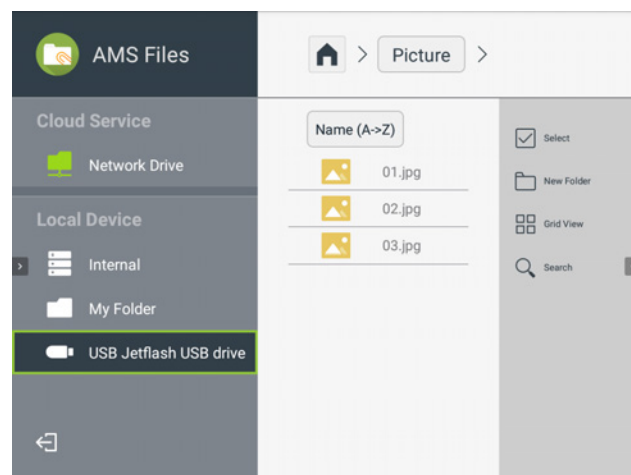 AMS Files
Picture
Cloud Service
Network Drive
Local Device
Internal
My Folder
USB Jetflash USB drive
Name (A->Z)
01.jpg
02.jpg
03.jpg
Select
New Folder
Grid View
Search